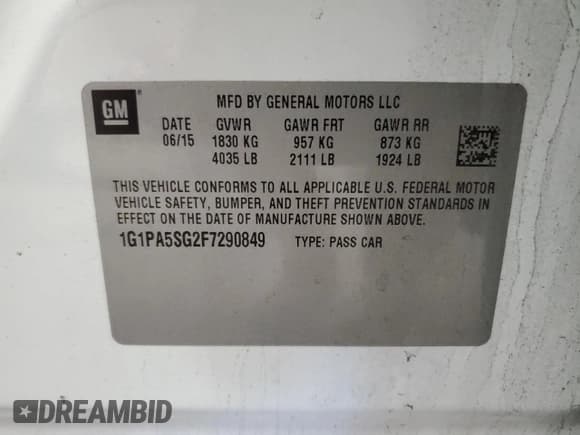 GM ®
MFD BY GENERAL MOTORS LLC
DATE GVWR GAWR FRT GAWR RR
06/15 1830 KG 957 KG 873 KG
4035 LB 2111 LB 1924 LB
THIS VEHICLE CONFORMS TO ALL APPLICABLE U.S. FEDERAL MOTOR
VEHICLE SAFETY, BUMPER, AND THEFT PREVENTION STANDARDS IN
EFFECT ON THE DATE OF MANUFACTURE SHOWN ABOVE.
1G1PA5SG2F7290849 TYPE: PASS CAR
DREAMBID